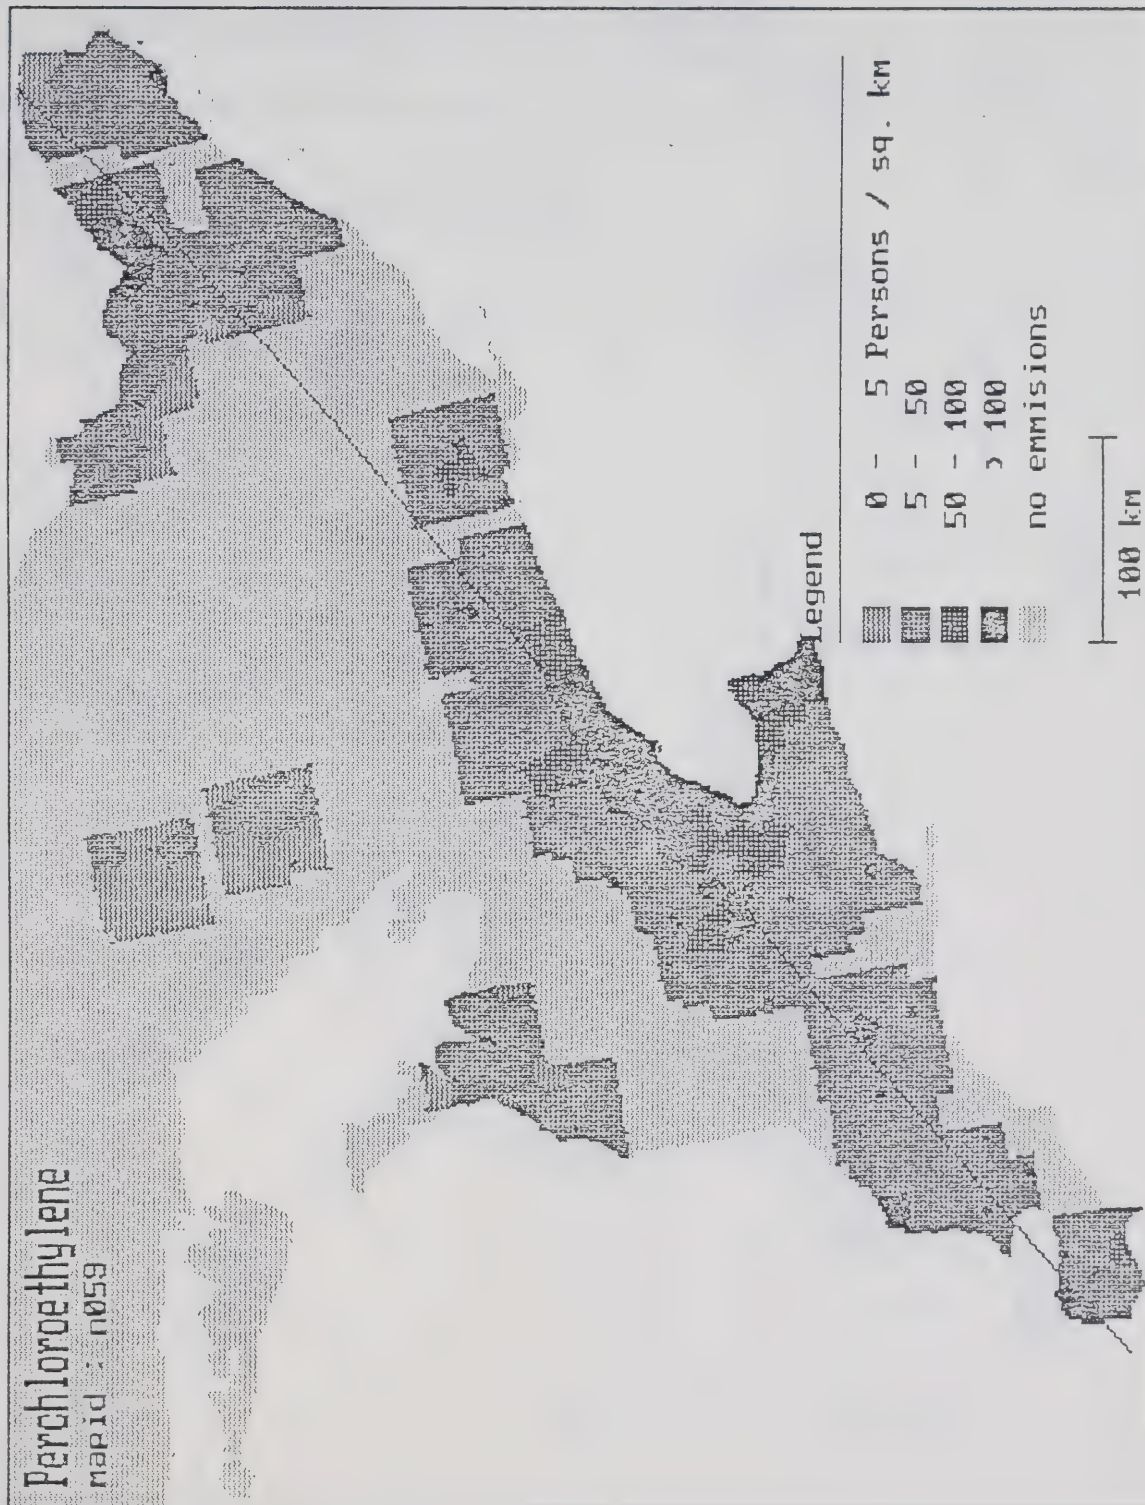 Perchloroethylene
mapid : n059
Legend
0 - 5 Persons / sq. km
5 - 50
50 - 100
> 100
no emmisions
100 km